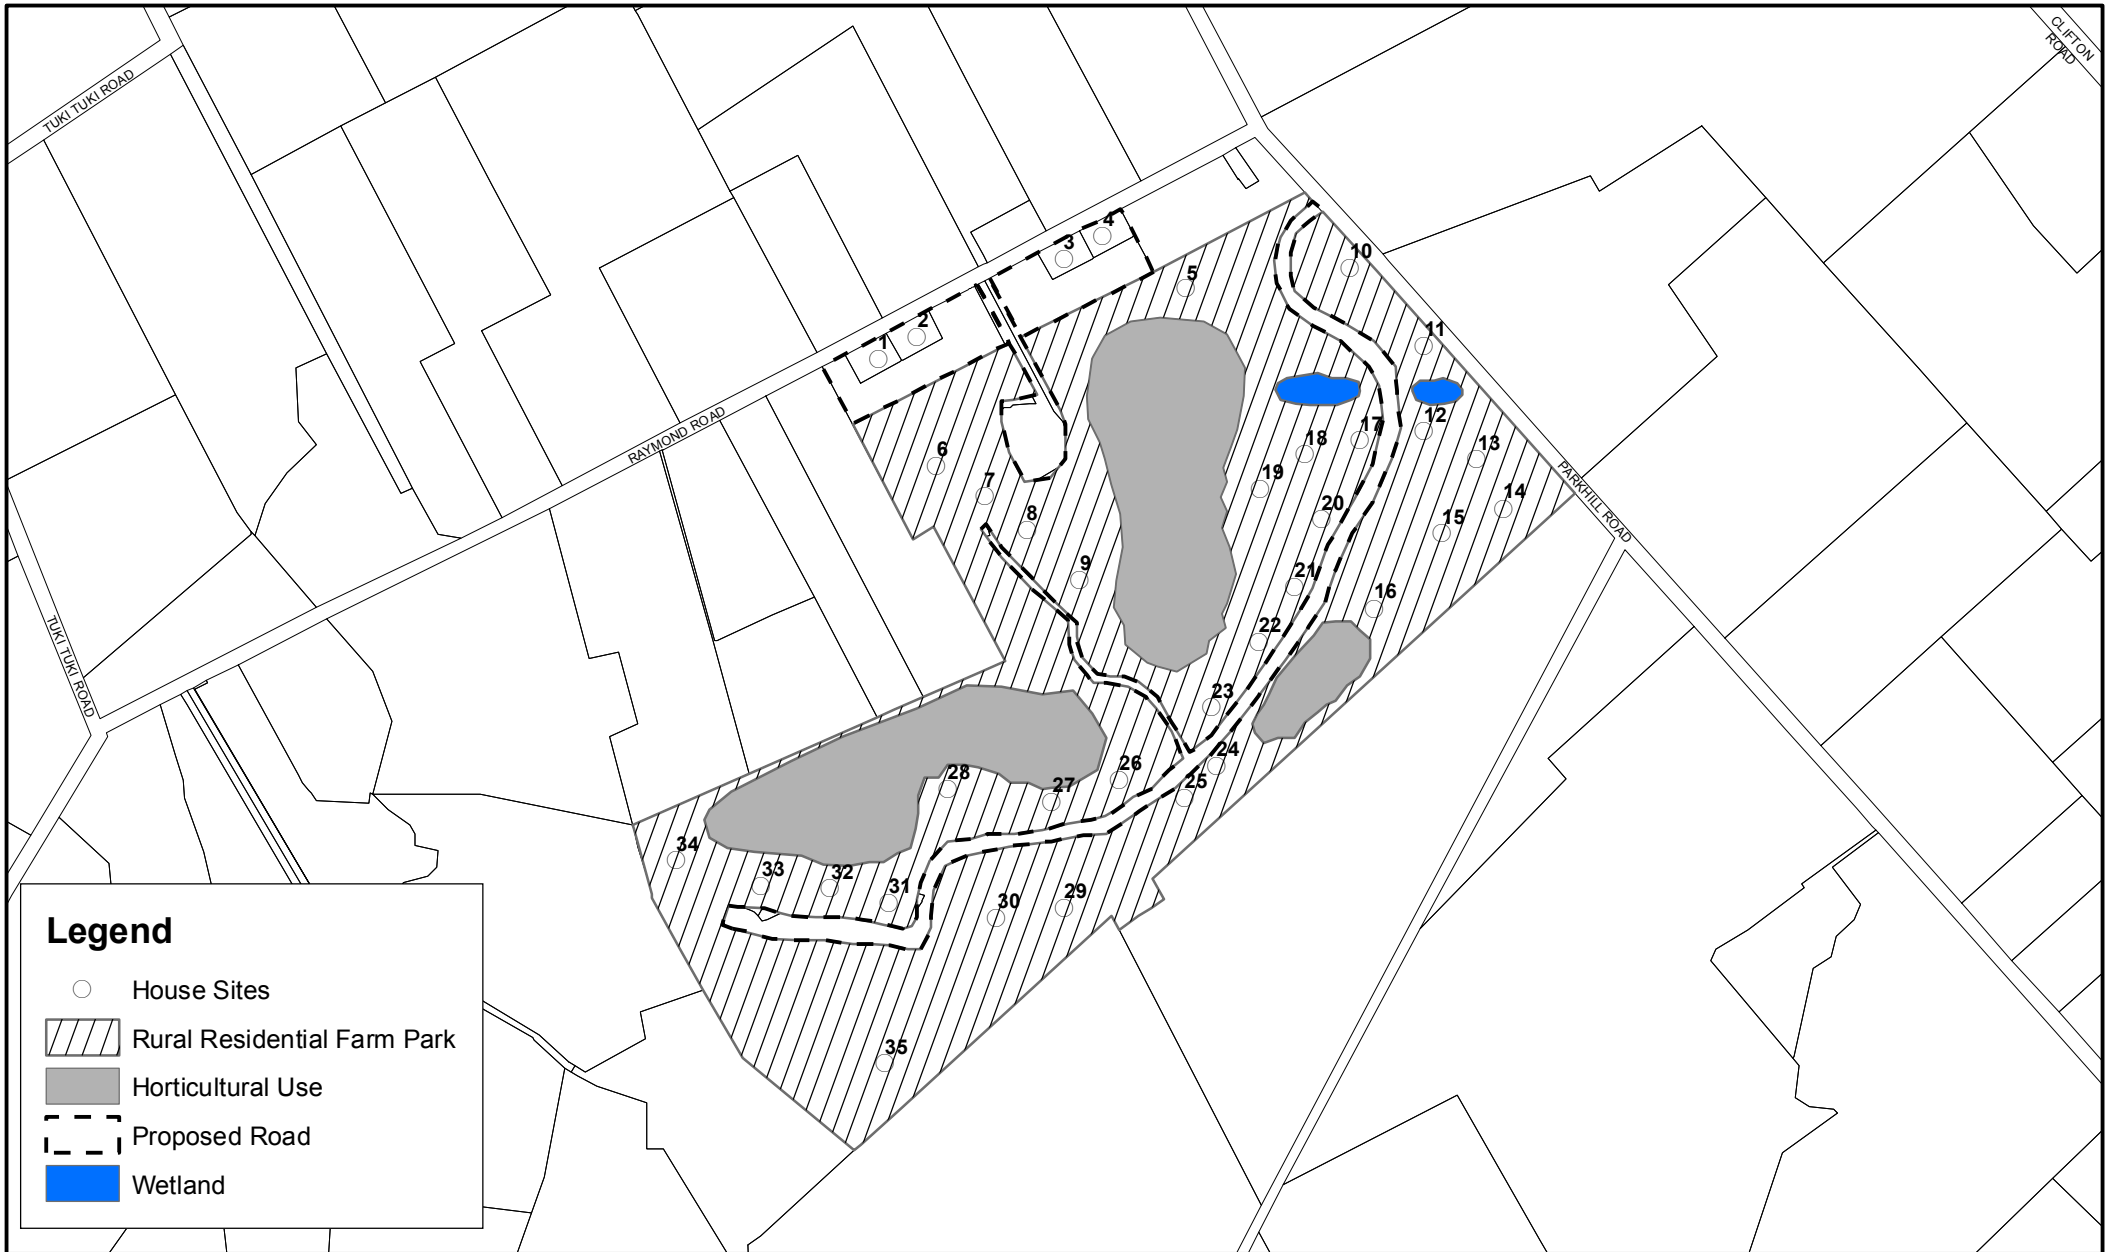 CLIFTON
ROAD
TUKI TUKI ROAD
4
3
10
5
2
11
1
12
RAYMOND ROAD
17
18
13
6
PARKHILL ROAD
19
7
14
20
8
15
9
21
16
22
TUKI TUKI ROAD
23
24
26
28
25
27
34
33
32
31
29
30
35
Legend
House Sites
Rural Residential Farm Park
Horticultural Use
Proposed Road
Wetland